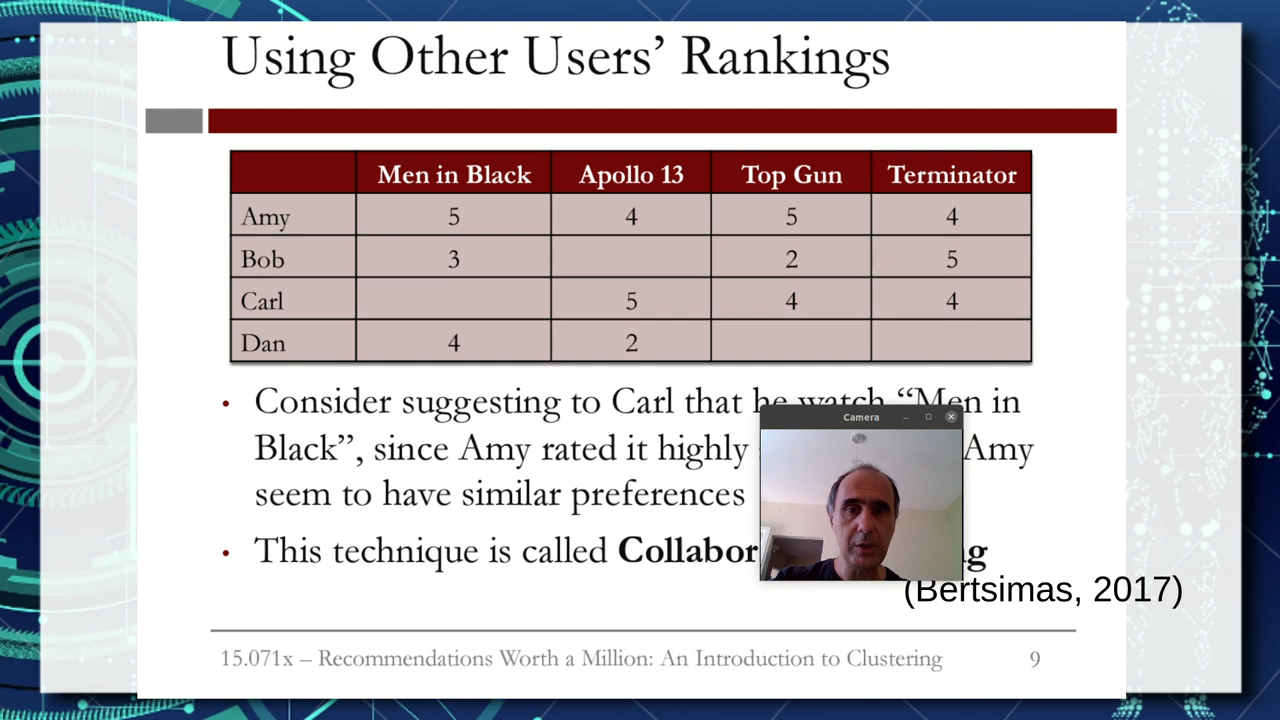 Using Other Users’ Rankings
Men in Black Apollo 13 Top Gun Terminator
Amy 5 4 5 4
Bob 3 2 5
Carl 5 4 4
Dan 4 2
• Consider suggesting to Carl that he watch “Men in
Black”, since Amy rated it highly Amy
seem to have similar preferences
• This technique is called
Camera
(Bertsimas, 2017)
15.071x – Recommendations Worth a Million: An Introduction to Clustering 9